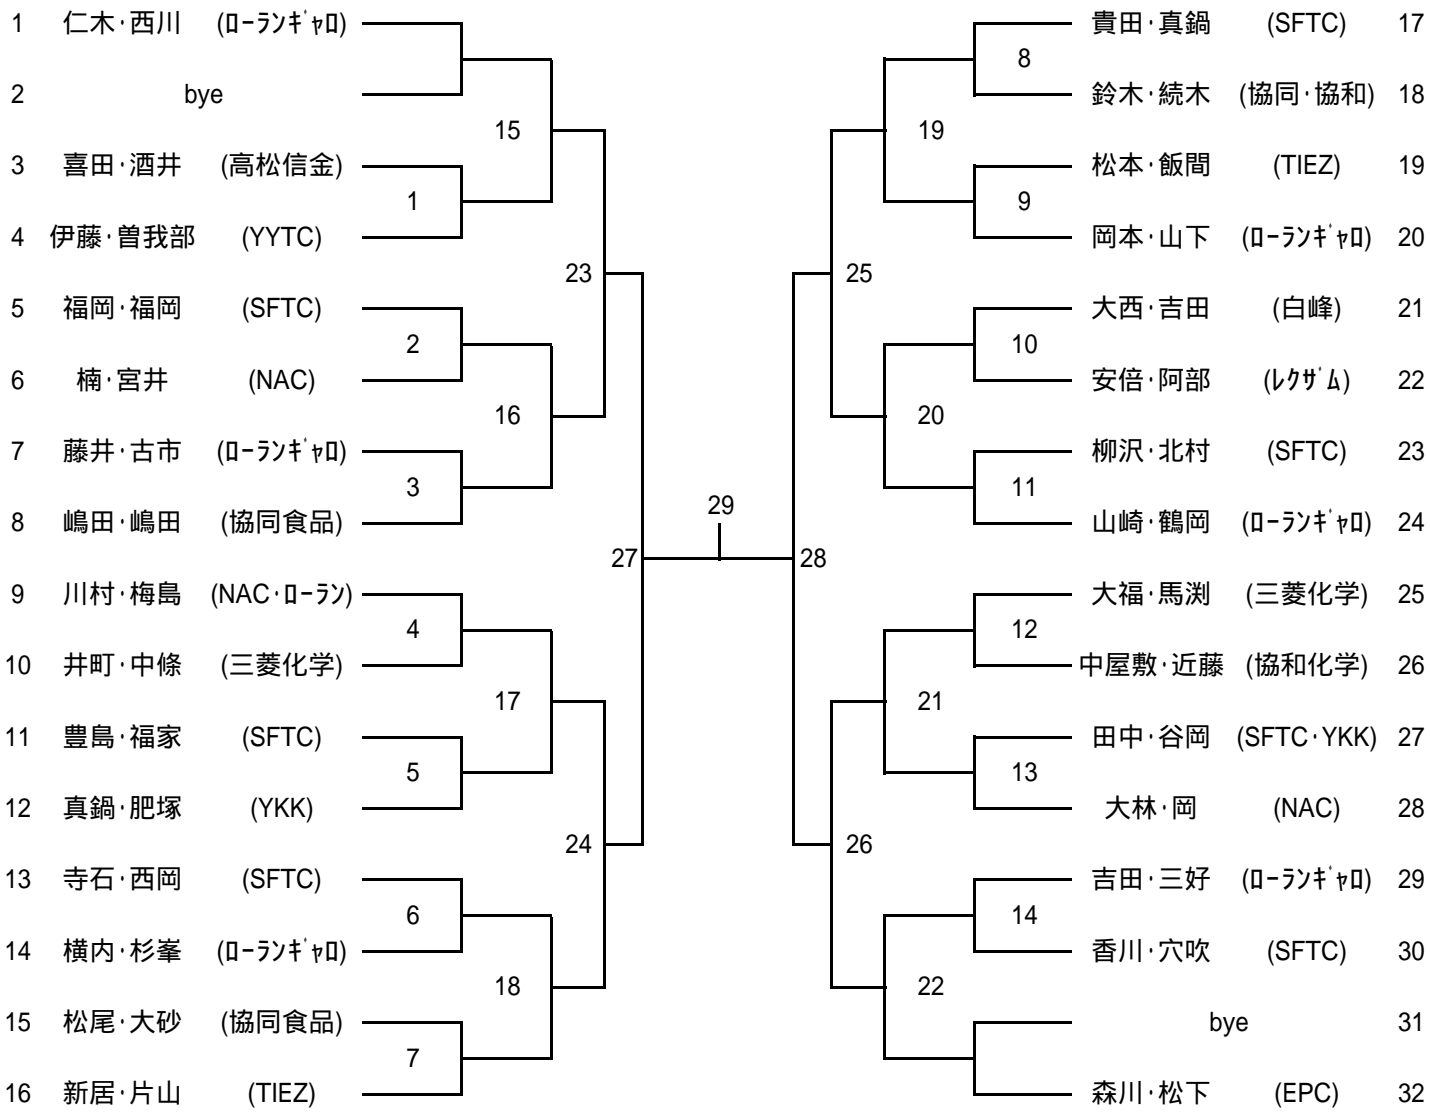 1 仁木･西川 (ﾛｰﾗﾝｷﾞｬﾛ)
2 bye
15
3 喜田･酒井 (高松信金)
1
4 伊藤･曽我部 (YYTC)
23
5 福岡･福岡 (SFTC)
2
6 楠･宮井 (NAC)
16
7 藤井･古市 (ﾛｰﾗﾝｷﾞｬﾛ)
3
8 嶋田･嶋田 (協同食品)
27
9 川村･梅島 (NAC･ﾛｰﾗﾝ)
4
10 井町･中條 (三菱化学)
17
11 豊島･福家 (SFTC)
5
12 真鍋･肥塚 (YKK)
24
13 寺石･西岡 (SFTC)
6
14 横内･杉峯 (ﾛｰﾗﾝｷﾞｬﾛ)
18
15 松尾･大砂 (協同食品)
7
16 新居･片山 (TIEZ)
29
貴田･真鍋 (SFTC) 17
8
鈴木･続木 (協同･協和) 18
19
松本･飯間 (TIEZ) 19
9
岡本･山下 (ﾛｰﾗﾝｷﾞｬﾛ) 20
25
大西･吉田 (白峰) 21
10
安倍･阿部 (ﾚｸｻﾞﾑ) 22
20
柳沢･北村 (SFTC) 23
11
山崎･鶴岡 (ﾛｰﾗﾝｷﾞｬﾛ) 24
28
大福･馬渕 (三菱化学) 25
12
中屋敷･近藤 (協和化学) 26
21
田中･谷岡 (SFTC･YKK) 27
13
大林･岡 (NAC) 28
26
吉田･三好 (ﾛｰﾗﾝｷﾞｬﾛ) 29
14
香川･穴吹 (SFTC) 30
22
bye 31
森川･松下 (EPC) 32